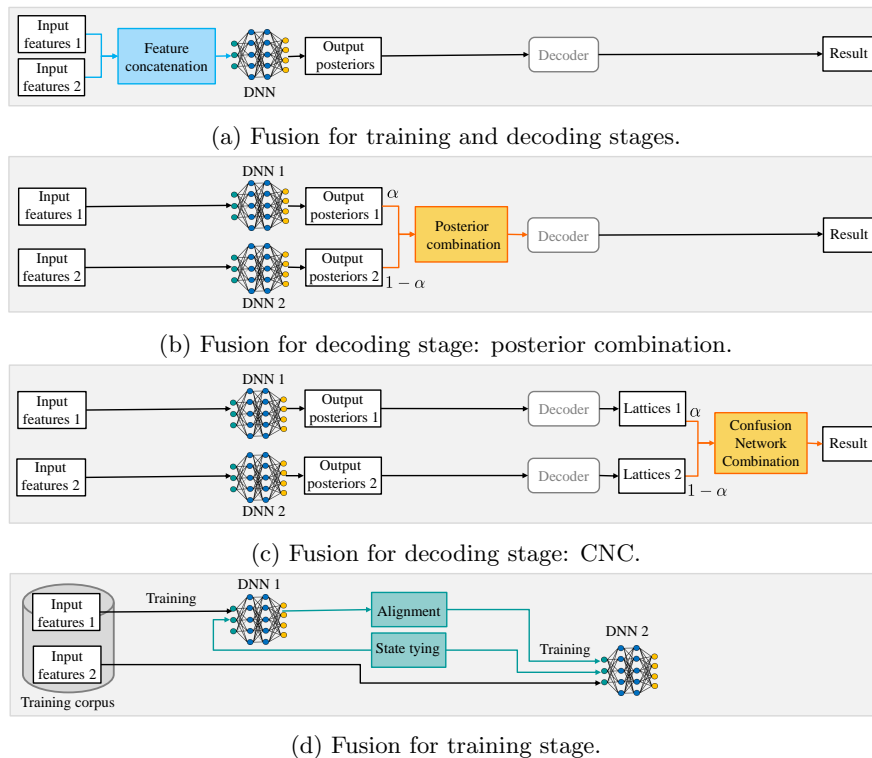 Input
features 1
Input
features 2
Feature
concatenation
DNN
Output
posteriors
Decoder
Result
(a) Fusion for training and decoding stages.
DNN 1
Input
features 1
Output
posteriors 1
α
Posterior
combination
Decoder
Result
Input
features 2
Output
posteriors 2
1 − α
DNN 2
(b) Fusion for decoding stage: posterior combination.
DNN 1
Input
features 1
Output
posteriors 1
Decoder
Lattices 1
α
Confusion
Network
Combination
Result
Input
features 2
Output
posteriors 2
Decoder
Lattices 2
1 − α
DNN 2
(c) Fusion for decoding stage: CNC.
Input
features 1
Training
DNN 1
Alignment
State tying
Training
DNN 2
Input
features 2
Training corpus
(d) Fusion for training stage.